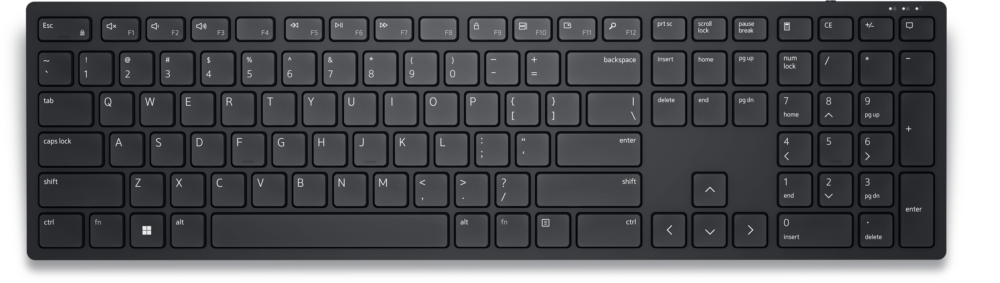 Esc F1 F2 F3 F4 F5 F6 F7 F8 F9 F10 F11 F12 prt sc scroll lock pause break CE +/-
~ ` ! 1 @ 2 # 3 $ 4 % 5 ^ 6 & 7 * 8 ( 9 ) 0 — - + = backspace insert home pg up num lock / * -
tab Q W E R T Y U I O P { [ } ] | \ delete end pg dn 7 home 8 9 pg up +
caps lock A S D F G H J K L : ; “ ‘ enter 4 5 6
shift Z X C V B N M < , > . ? / shift 1 end 2 3 pg dn enter
ctrl fn alt alt fn ctrl 0 insert . delete